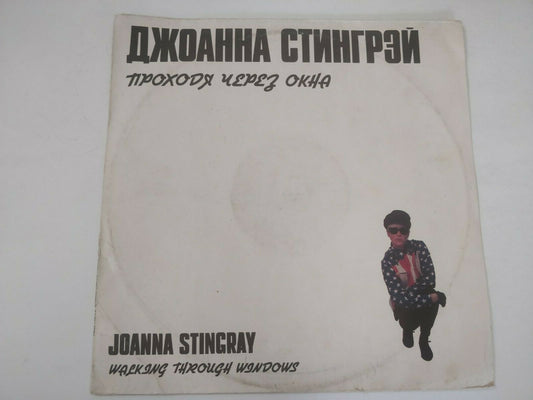 ДЖОАННА СТИНГРЭЙ
ПРОХОДЯ ЧЕРЕЗ ОКНА
JOANNA STINGRAY
WALKING THROUGH WINDOWS